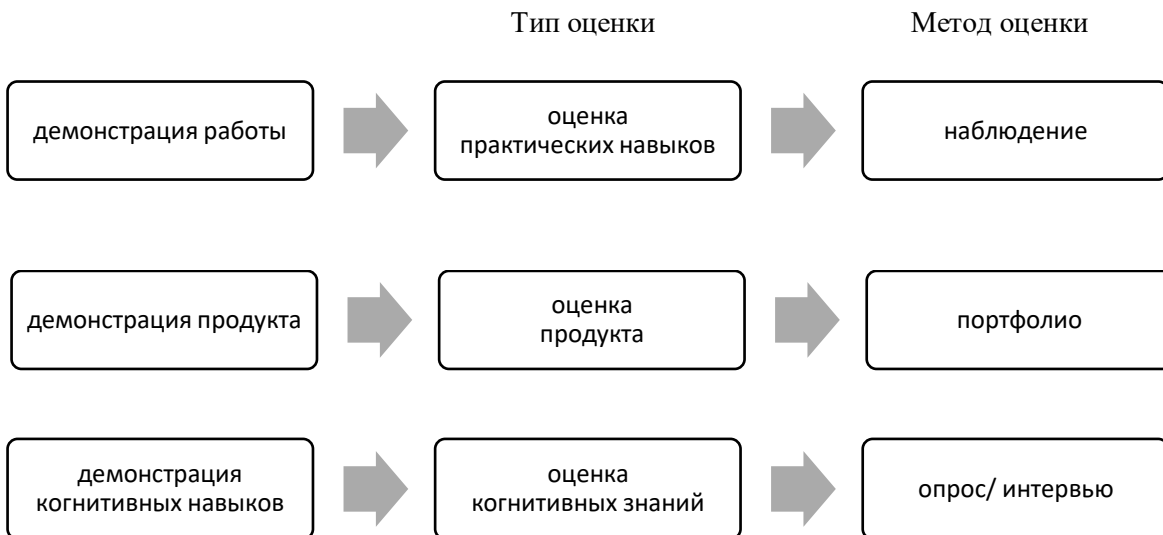 Тип оценки
Метод оценки
демонстрация работы
оценка
практических навыков
наблюдение
демонстрация продукта
оценка
продукта
портфолио
демонстрация
когнитивных навыков
оценка
когнитивных знаний
опрос/ интервью